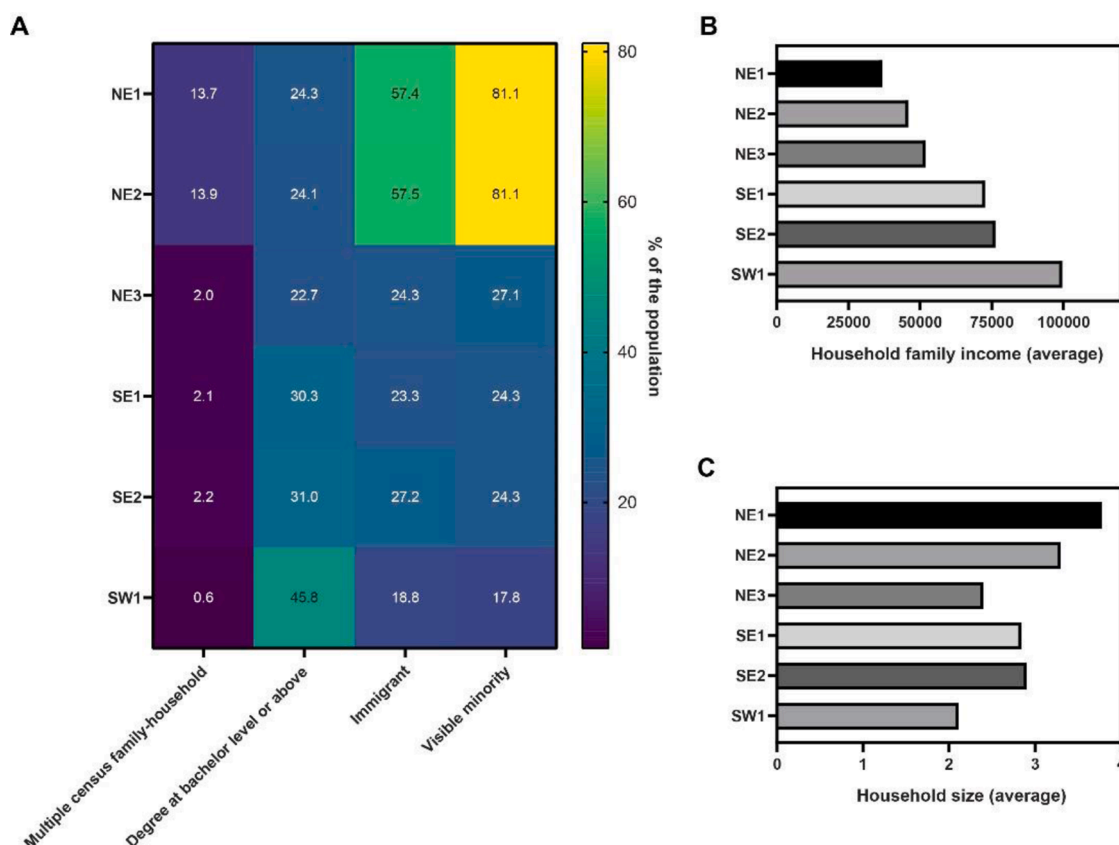 A
NE1 13.7 24.3 57.4 81.1
NE2 13.9 24.1 57.5 81.1
NE3 2.0 22.7 24.3 27.1
SE1 2.1 30.3 23.3 24.3
SE2 2.2 31.0 27.2 24.3
SW1 0.6 45.8 18.8 17.8
Multiple census family-household
Degree at bachelor level or above
Immigrant
Visible minority
80
60
40
20
% of the population
B
NE1
NE2
NE3
SE1
SE2
SW1
0 25000 50000 75000 100000
Household family income (average)
C
NE1
NE2
NE3
SE1
SE2
SW1
0 1 2 3 4
Household size (average)